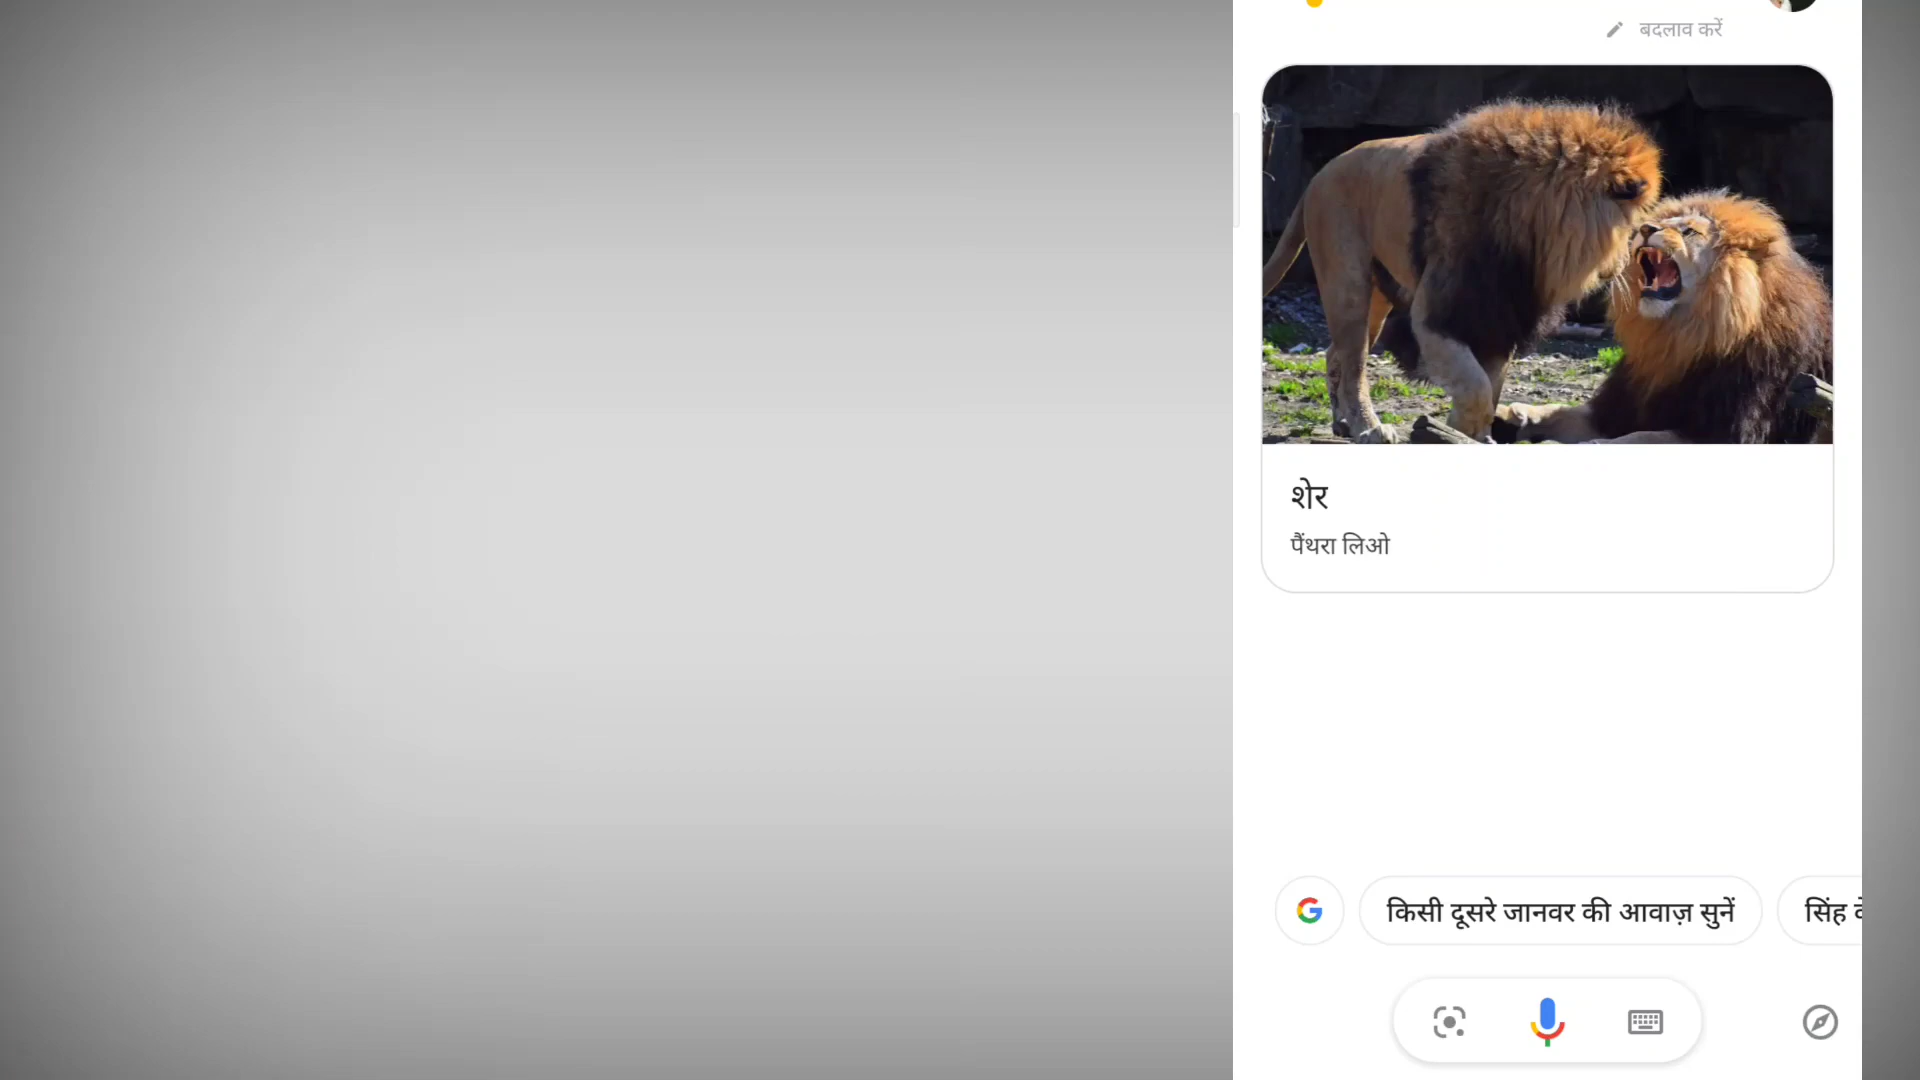 बदलाव करें
शेर
पैंथरा लिओ
किसी दूसरे जानवर की आवाज़ सुनें
सिंह